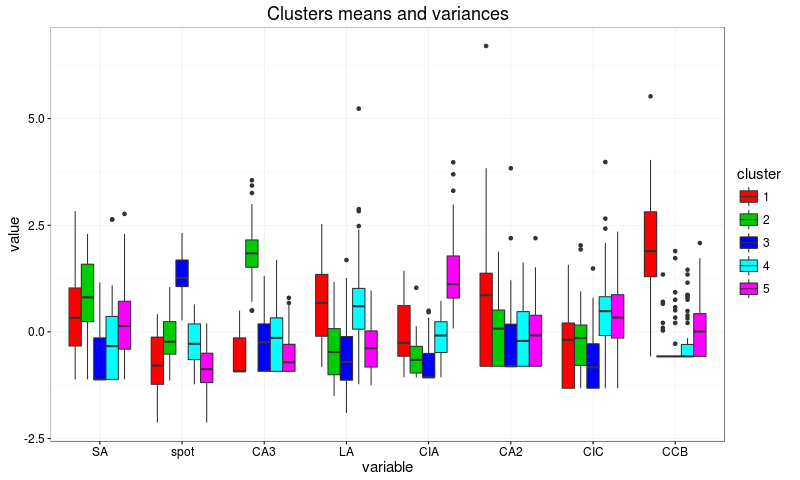 Clusters means and variances
value
5.0
2.5
0.0
-2.5
SA spot CA3 LA CIA CA2 CIC CCB
variable
cluster
1
2
3
4
5